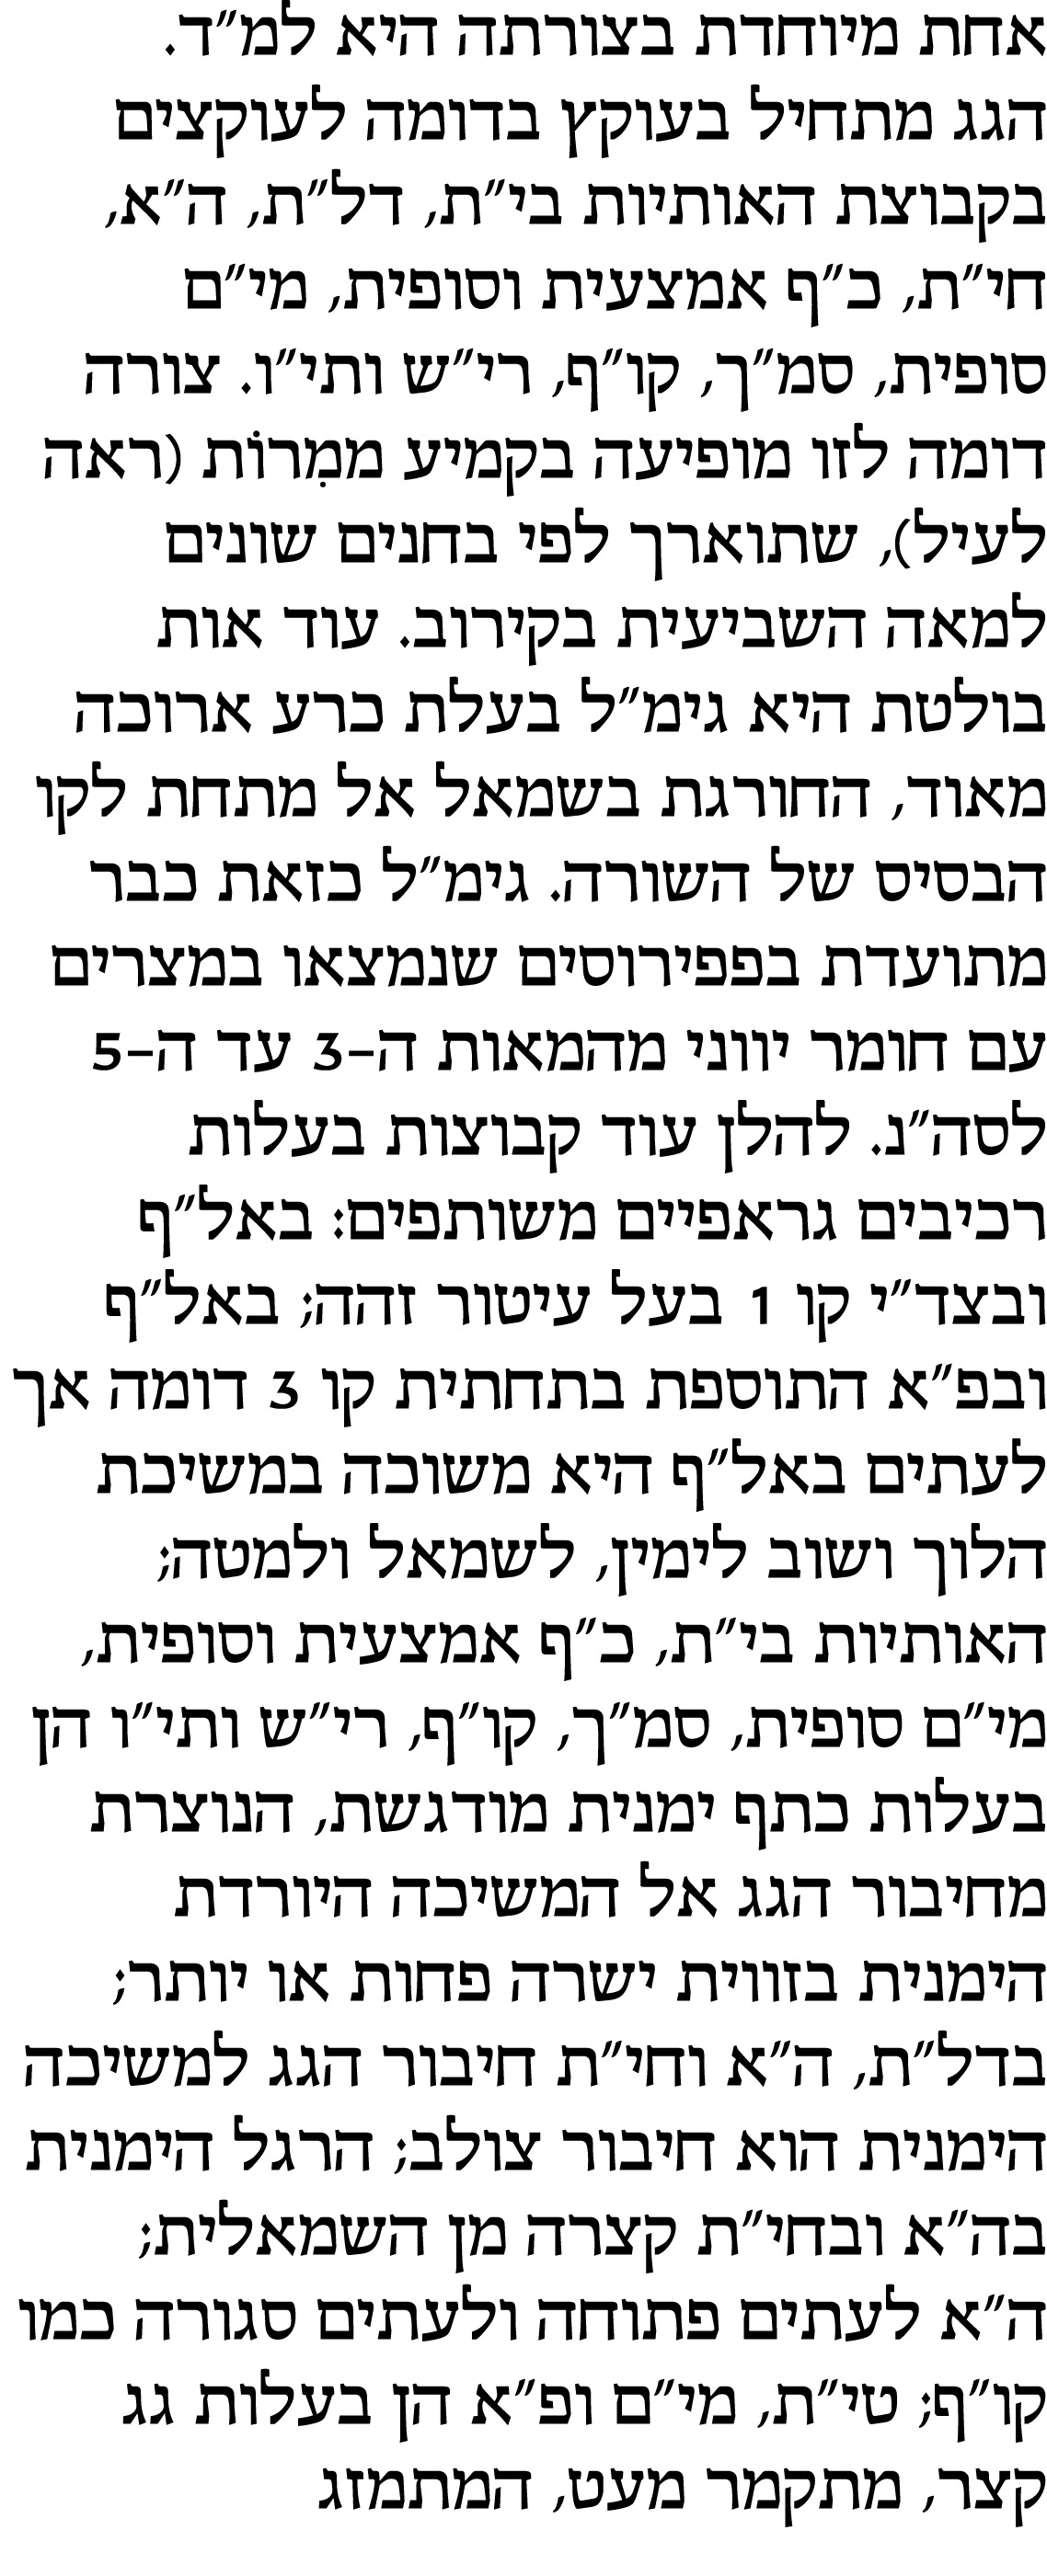 אחת מיוחדת בצורתה היא למ״ד.
הגג מתחיל בעוקץ בדומה לעוקצים
בקבוצת האותיות בי״ת, דל״ת, ה״א,
חי״ת, כ״ף אמצעית וסופית, מי״ם
סופית, סמ״ך, קו״ף, רי״ש ותי״ו. צורה
דומה לזו מופיעה בקמיע ממִרוֹת (ראה
לעיל), שתוארך לפי בחנים שונים
למאה השביעית בקירוב. עוד אות
בולטת היא גימ״ל בעלת כרע ארוכה
מאוד, החורגת בשמאל אל מתחת לקו
הבסיס של השורה. גימ״ל כזאת כבר
מתועדת בפפירוסים שנמצאו במצרים
עם חומר יווני מהמאות ה–3 עד ה–5
לסה״נ. להלן עוד קבוצות בעלות
רכיבים גראפיים משותפים: באל״ף
ובצד״י קו 1 בעל עיטור זהה; באל״ף
ובפ״א התוספת בתחתית קו 3 דומה אך
לעתים באל״ף היא משוכה במשיכת
הלוך ושוב לימין, לשמאל ולמטה;
האותיות בי״ת, כ״ף אמצעית וסופית,
מי״ם סופית, סמ״ך, קו״ף, רי״ש ותי״ו הן
בעלות כתף ימנית מודגשת, הנוצרת
מחיבור הגג אל המשיכה היורדת
הימנית בזווית ישרה פחות או יותר;
בדל״ת, ה״א וחי״ת חיבור הגג למשיכה
הימנית הוא חיבור צולב; הרגל הימנית
בה״א ובחי״ת קצרה מן השמאלית;
ה״א לעתים פתוחה ולעתים סגורה כמו
קו״ף; טי״ת, מי״ם ופ״א הן בעלות גג
קצר, מתקמר מעט, המתמזג